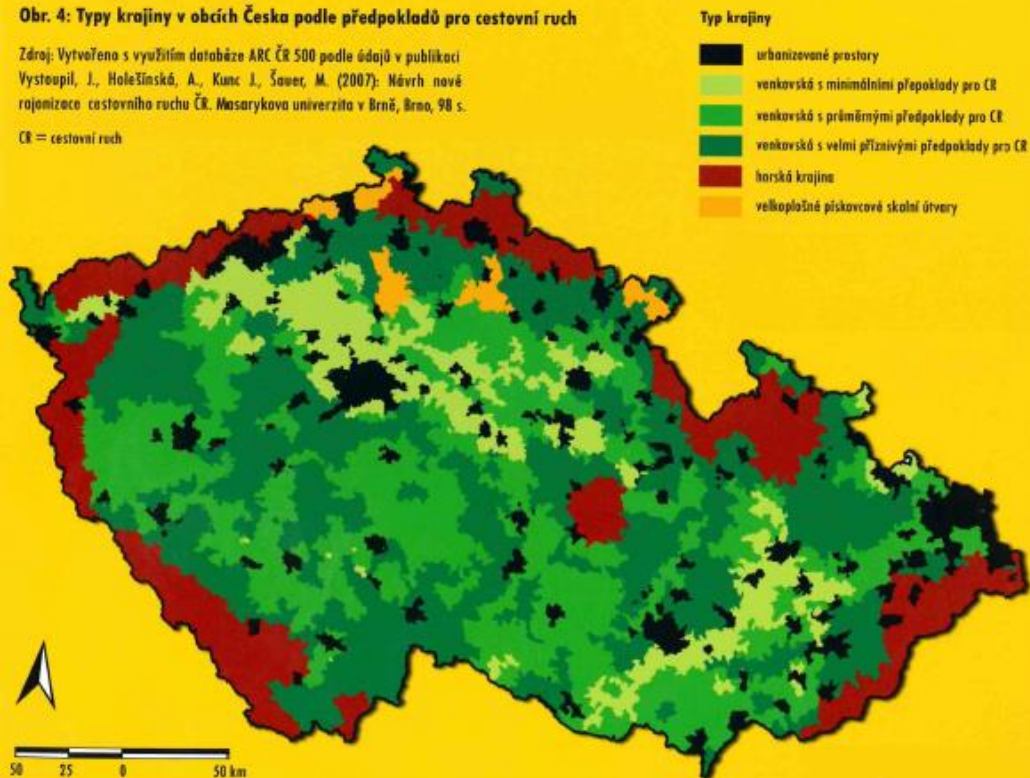 Obr. 4: Typy krajiny v obcích Česka podle předpokladů pro cestovní ruch
Zdroj: Vytvořeno s využitím databáze ARC ČR 500 podle údajů v publikaci
Vystoupil, J., Holešinská, A., Kunc J., Šauer, M. (2007): Návrh nové
rajonizace cestovního ruchu ČR. Masarykova univerzita v Brně, Brno, 98 s.
CR = cestovní ruch
Typ krajiny
urbanizované prostory
venkovská s minimálními přepoklady pro CR
venkovská s průměrnými předpoklady pro CR
venkovská s velmi příznivými předpoklady pro CR
horská krajina
velkoplošné pískovcové skalní útvary
50 25 0 50 km